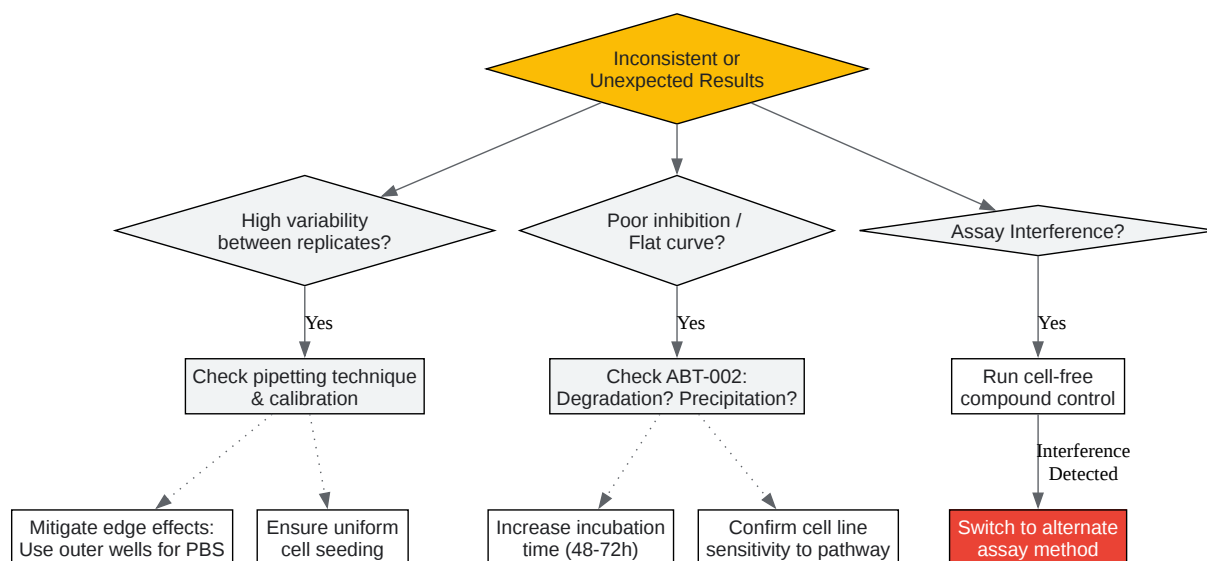 Inconsistent or
Unexpected Results
High variability
between replicates?
Poor inhibition /
Flat curve?
Assay Interference?
Yes
Yes
Yes
Check pipetting technique
& calibration
Check ABT-002:
Degradation? Precipitation?
Run cell-free
compound control
Interference
Detected
Mitigate edge effects:
Use outer wells for PBS
Ensure uniform
cell seeding
Increase incubation
time (48-72h)
Confirm cell line
sensitivity to pathway
Switch to alternate
assay method